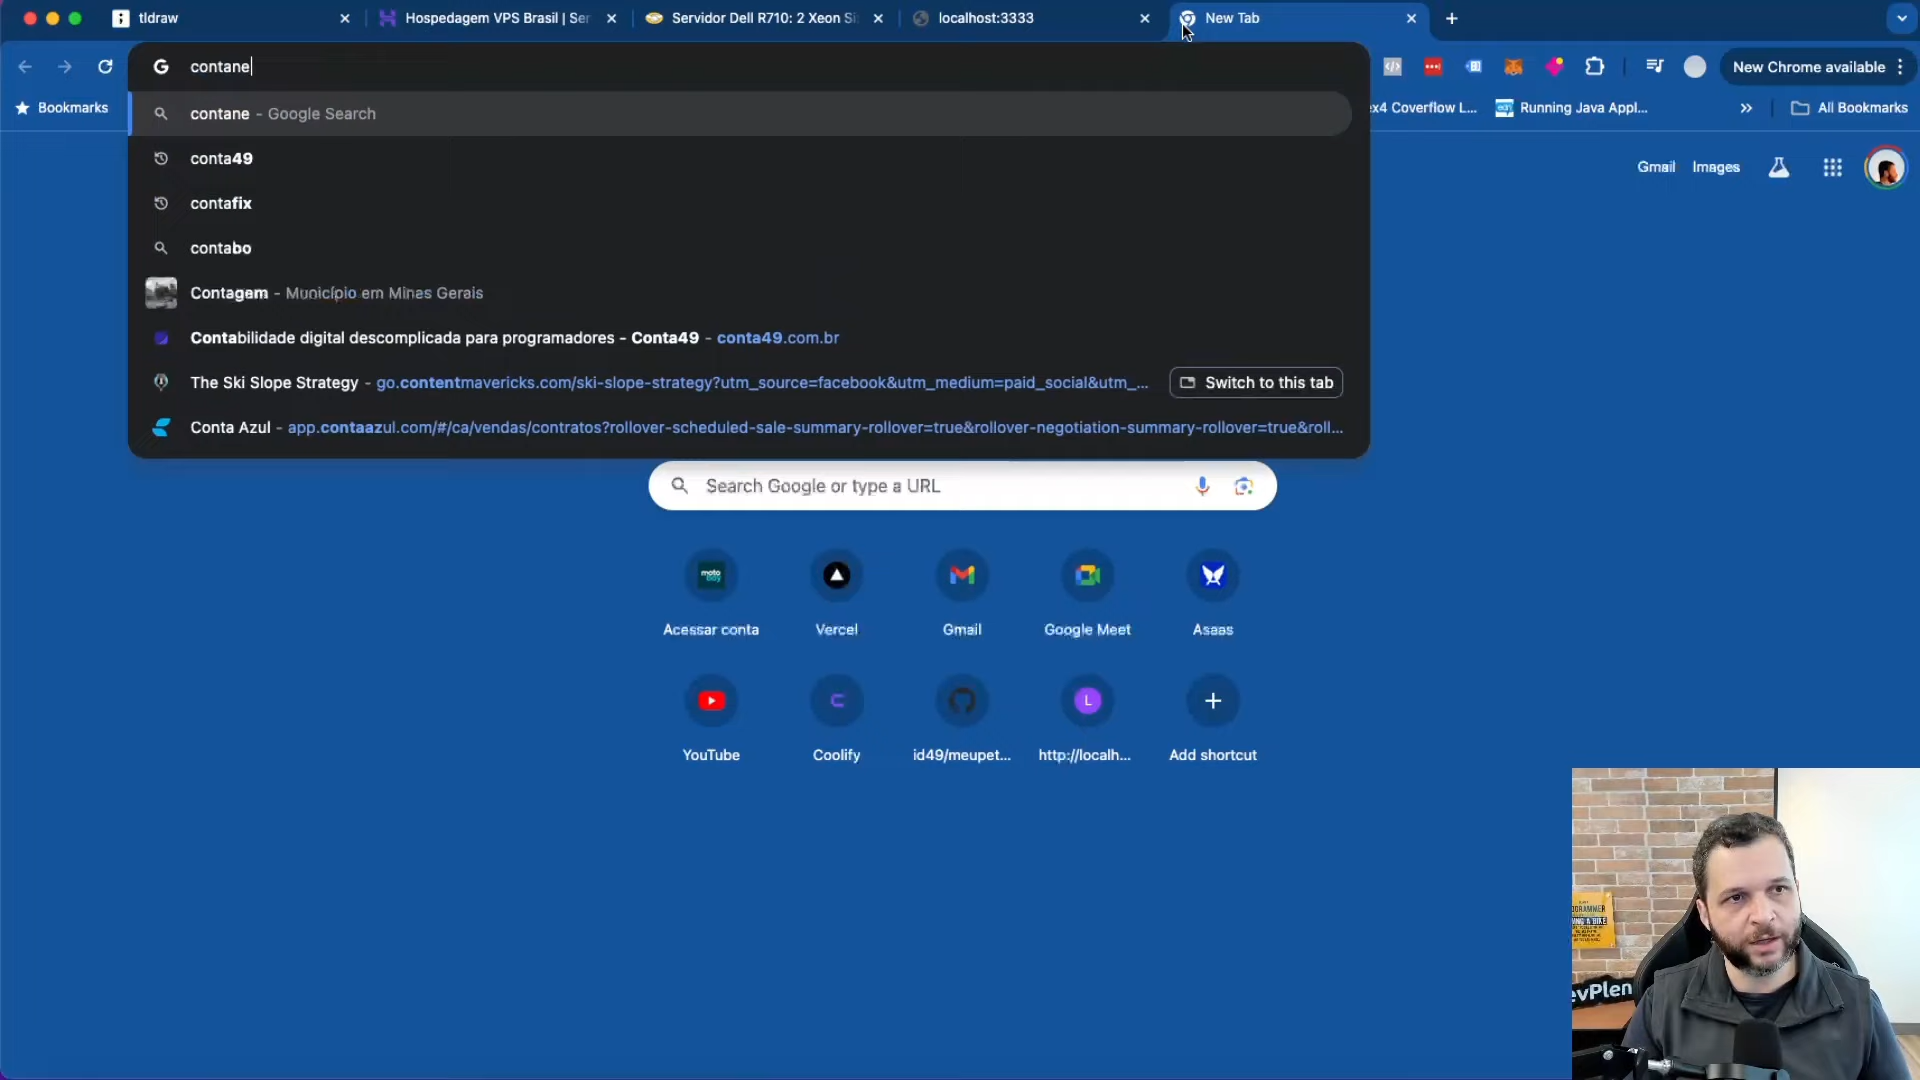 tldraw
Hospedagem VPS Brasil | Ser
Servidor Dell R710: 2 Xeon Si
localhost:3333
New Tab
contane
New Chrome available
Bookmarks
ex4 Coverflow L...
Running Java Appl...
All Bookmarks
contane - Google Search
conta49
contafix
contabo
Contagem - Município em Minas Gerais
Contabilidade digital descomplicada para programadores - Conta49 - conta49.com.br
The Ski Slope Strategy - go.contentmavericks.com/ski-slope-strategy?utm_source=facebook&utm_medium=paid_social&utm_...
Switch to this tab
Conta Azul - app.contaazul.com/#/ca/vendas/contratos?rollover-scheduled-sale-summary-rollover=true&rollover-negotiation-summary-rollover=true&roll...
Gmail
Images
Search Google or type a URL
moto
Acessar conta
Vercel
Gmail
Google Meet
Asaas
L
YouTube
Coolify
id49/meupet...
http://localh...
Add shortcut
evPlen